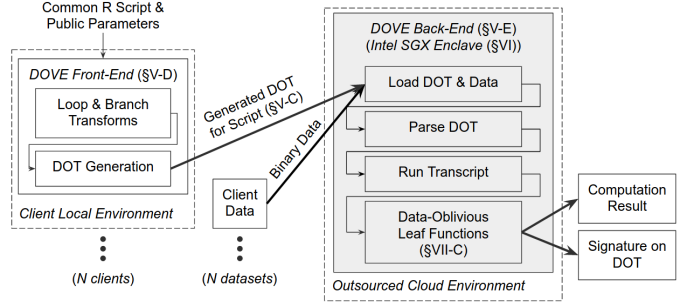 Common R Script &
Public Parameters
DOVE Front-End (§V-D)
Loop & Branch
Transforms
DOT Generation
Client Local Environment
(N clients)
Generated DOT
for Script (§V-C)
Binary Data
Client
Data
(N datasets)
DOVE Back-End (§V-E)
(Intel SGX Enclave (§VI))
Load DOT & Data
Parse DOT
Run Transcript
Data-Oblivious
Leaf Functions
(§VII-C)
Outsourced Cloud Environment
Computation
Result
Signature on
DOT